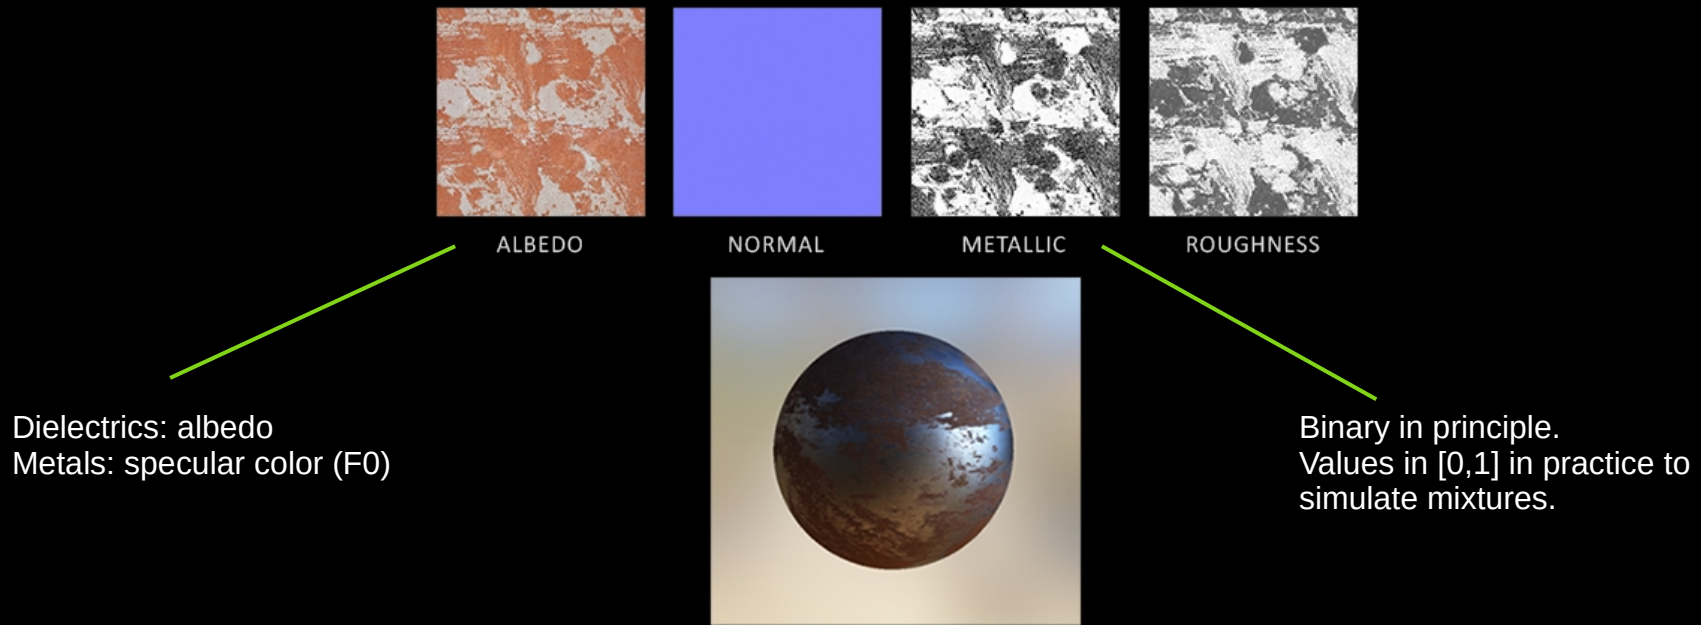 ALBEDO
NORMAL
METALLIC
ROUGHNESS
Dielectrics: albedo
Metals: specular color (F0)
Binary in principle.
Values in [0,1] in practice to
simulate mixtures.